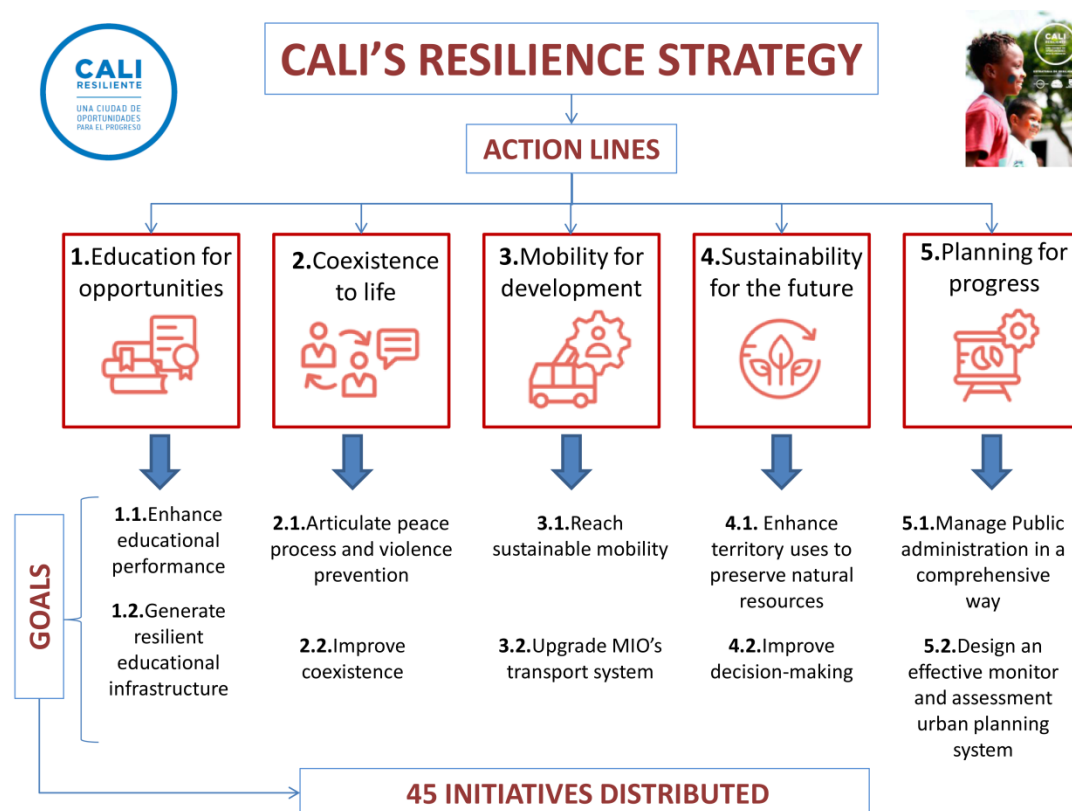 CALI
RESILIENTE
UNA CIUDAD DE
OPORTUNIDADES
PARA EL PROGRESO
CALI'S RESILIENCE STRATEGY
CALI
ACTION LINES
1.Education for
opportunities
2.Coexistence
to life
3.Mobility for
development
4.Sustainability
for the future
5.Planning for
progress
GOALS
1.1.Enhance
educational
performance
1.2.Generate
resilient
educational
infrastructure
2.1.Articulate peace
process and violence
prevention
2.2.Improve
coexistence
3.1.Reach
sustainable mobility
3.2.Upgrade MIO's
transport system
4.1. Enhance
territory uses to
preserve natural
resources
4.2.Improve
decision-making
5.1.Manage Public
administration in a
comprehensive
way
5.2.Design an
effective monitor
and assessment
urban planning
system
45 INITIATIVES DISTRIBUTED